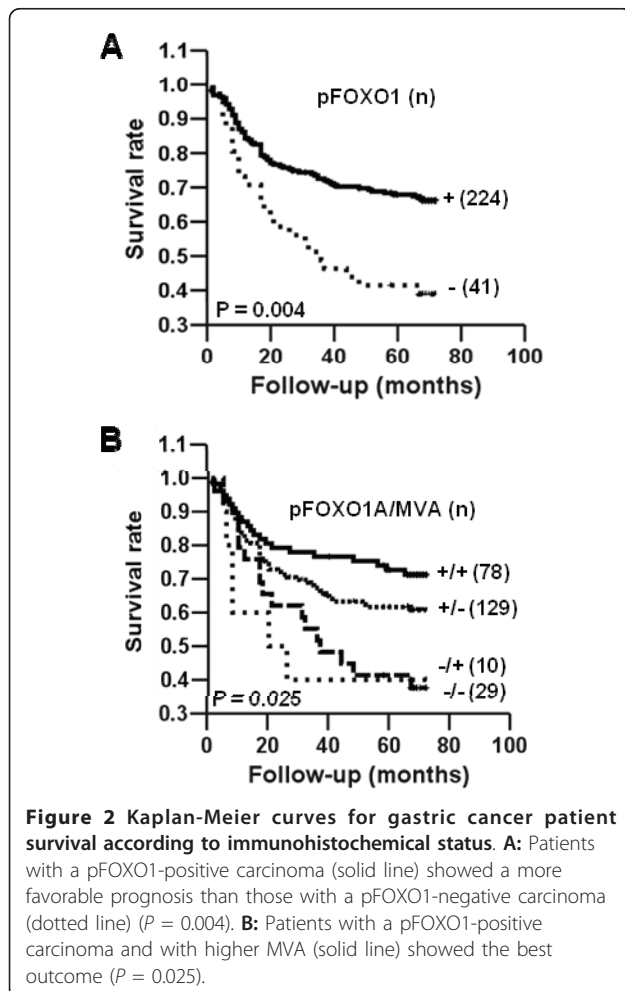 A
1.1
1.0
0.9
0.8
0.7
0.6
0.5
0.4
0.3
Survival rate
pFOXO1 (n)
+ (224)
- (41)
P = 0.004
0 20 40 60 80 100
Follow-up (months)
B
1.1
1.0
0.9
0.8
0.7
0.6
0.5
0.4
0.3
Survival rate
pFOXO1A/MVA (n)
+/+ (78)
+/- (129)
-/+ (10)
-/- (29)
P = 0.025
0 20 40 60 80 100
Follow-up (months)
Figure 2 Kaplan-Meier curves for gastric cancer patient
survival according to immunohistochemical status. A: Patients
with a pFOXO1-positive carcinoma (solid line) showed a more
favorable prognosis than those with a pFOXO1-negative carcinoma
(dotted line) (P = 0.004). B: Patients with a pFOXO1-positive
carcinoma and with higher MVA (solid line) showed the best
outcome (P = 0.025).